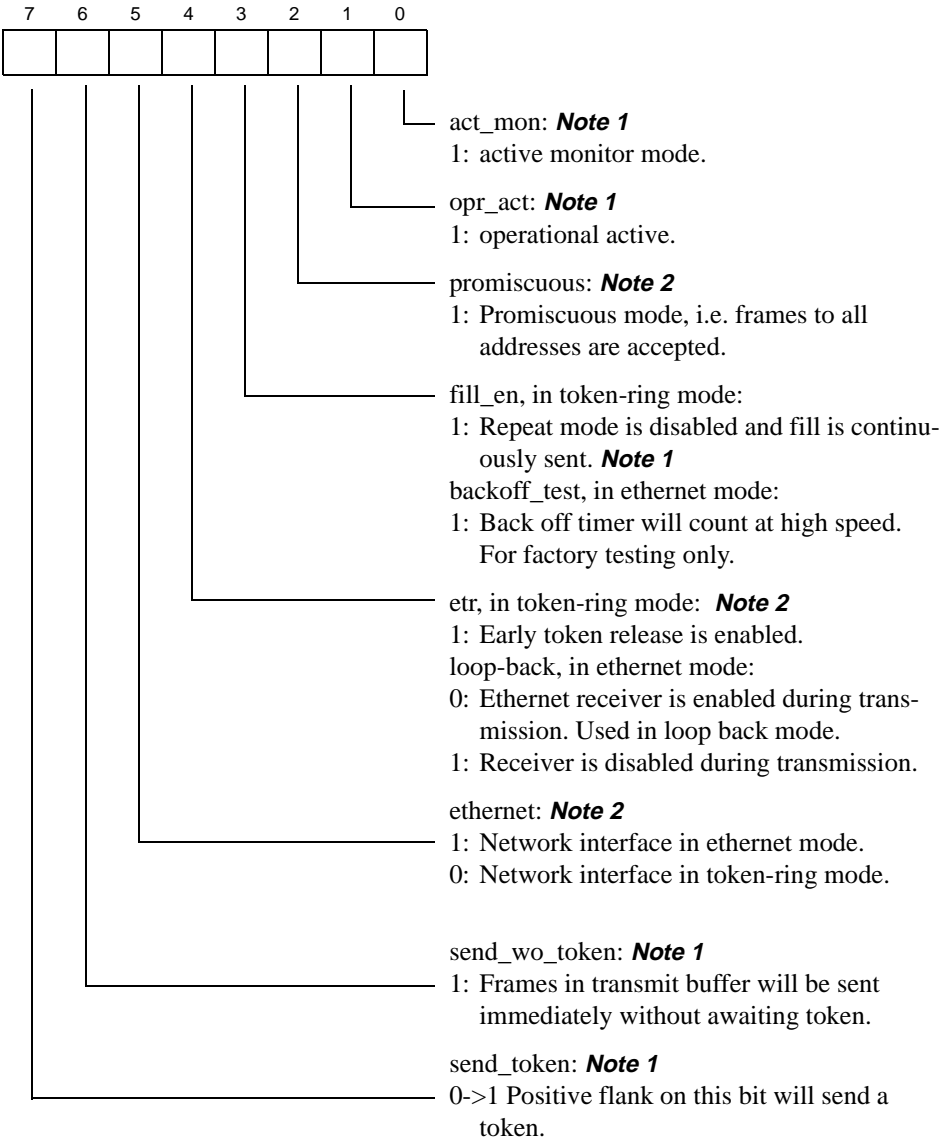 7 6 5 4 3 2 1 0
act_mon: Note 1
1: active monitor mode.
opr_act: Note 1
1: operational active.
promiscuous: Note 2
1: Promiscuous mode, i.e. frames to all
addresses are accepted.
fill_en, in token-ring mode:
1: Repeat mode is disabled and fill is continu-
ously sent. Note 1
backoff_test, in ethernet mode:
1: Back off timer will count at high speed.
For factory testing only.
etr, in token-ring mode: Note 2
1: Early token release is enabled.
loop-back, in ethernet mode:
0: Ethernet receiver is enabled during trans-
mission. Used in loop back mode.
1: Receiver is disabled during transmission.
ethernet: Note 2
1: Network interface in ethernet mode.
0: Network interface in token-ring mode.
send_wo_token: Note 1
1: Frames in transmit buffer will be sent
immediately without awaiting token.
send_token: Note 1
0->1 Positive flank on this bit will send a
token.